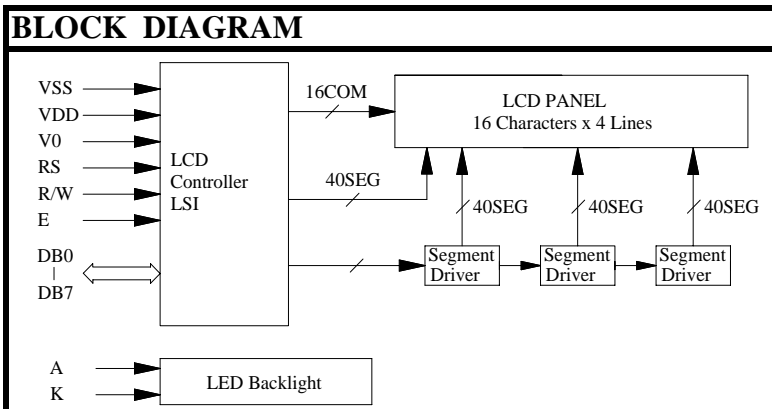 BLOCK DIAGRAM
VSS
VDD
V0
RS
R/W
E
DB0
|
DB7
LCD
Controller
LSI
16COM
40SEG
LCD PANEL
16 Characters x 4 Lines
40SEG
40SEG
40SEG
Segment
Driver
Segment
Driver
Segment
Driver
A
K
LED Backlight